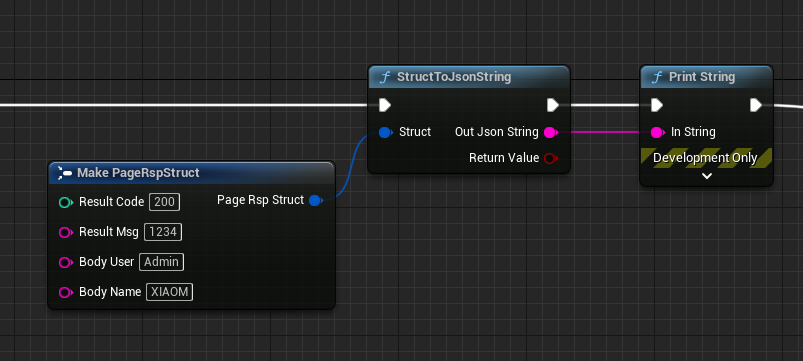 StructToJsonString
Struct
Out Json String
Return Value
Print String
In String
Development Only
Make PageRspStruct
Result Code 200
Page Rsp Struct
Result Msg 1234
Body User Admin
Body Name XIAOM